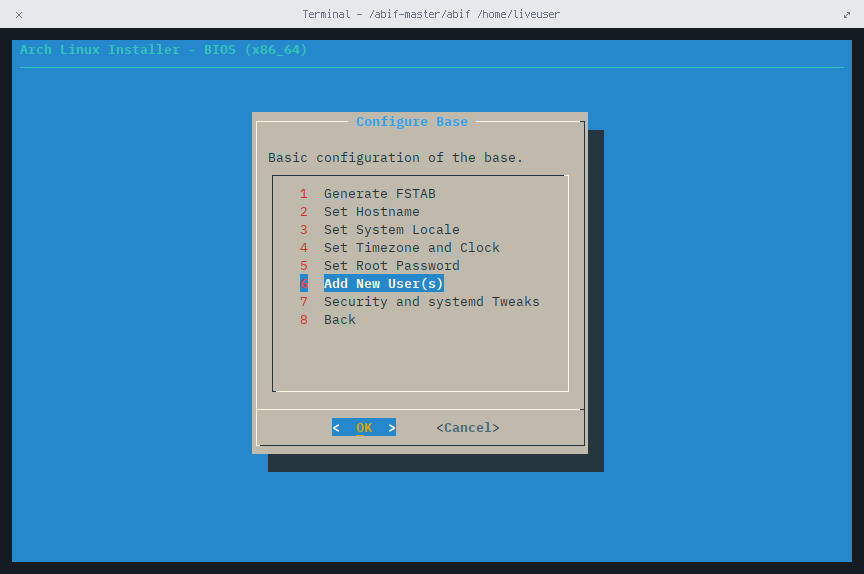 Terminal - /abif-master/abif /home/liveuser
Arch Linux Installer - BIOS (x86_64)
Configure Base
Basic configuration of the base.
1 Generate FSTAB
2 Set Hostname
3 Set System Locale
4 Set Timezone and Clock
5 Set Root Password
6 Add New User(s)
7 Security and systemd Tweaks
8 Back
< OK > <Cancel>